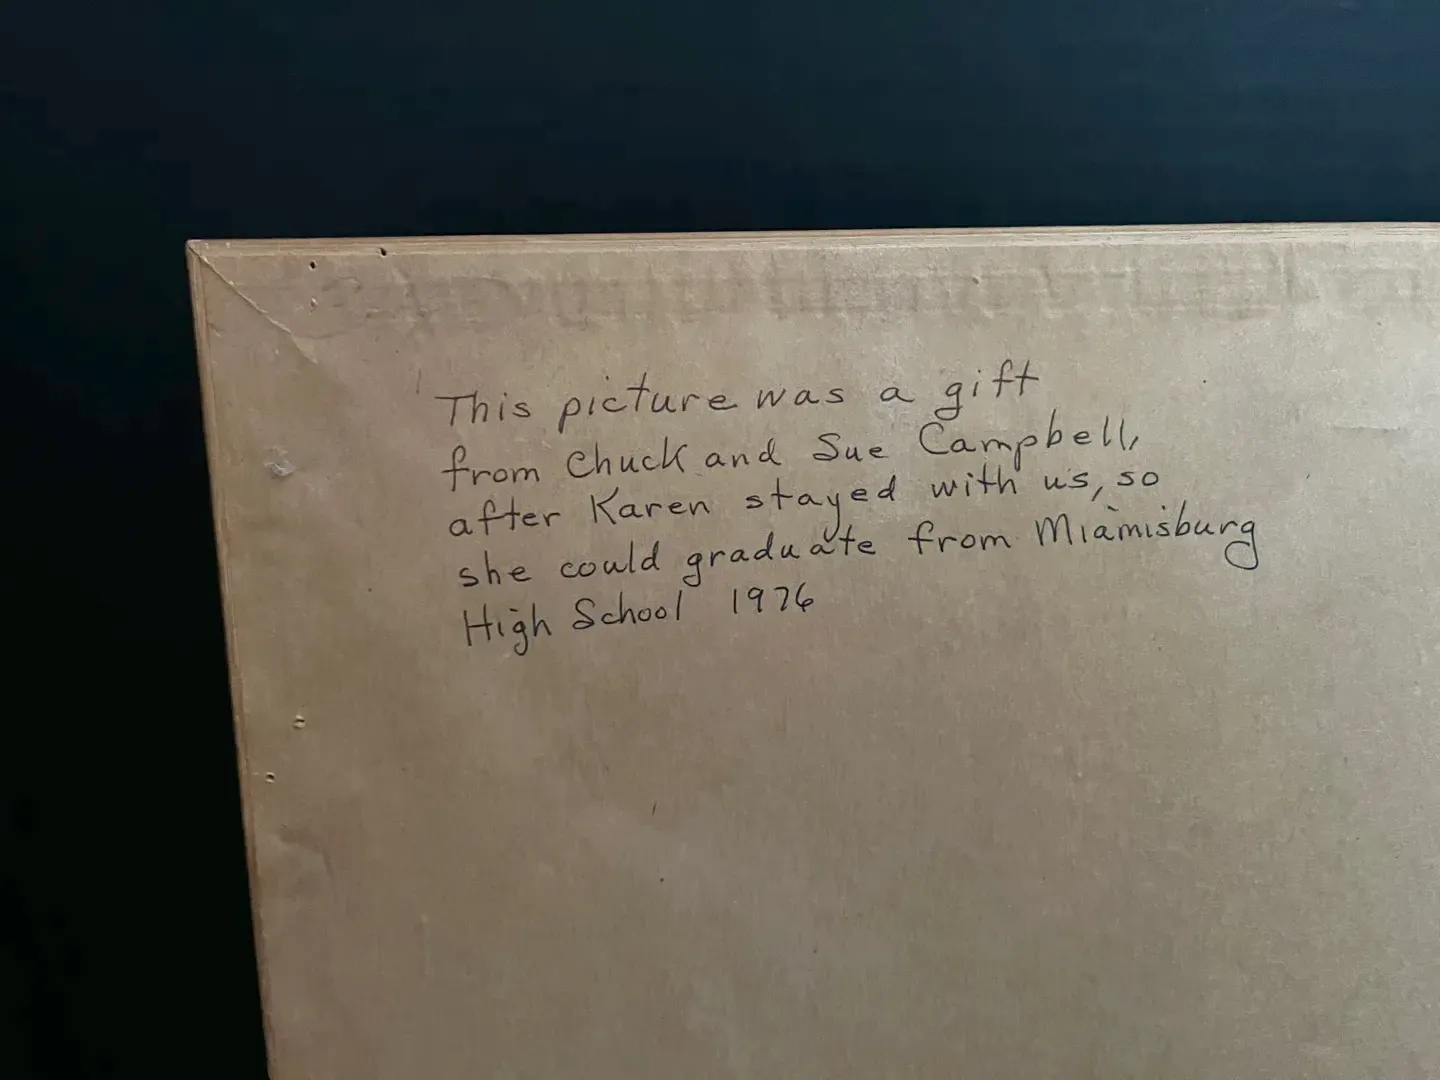 This picture was a gift
from Chuck and Sue Campbell,
after Karen stayed with us, so
she could graduate from Miamisburg
High School 1976